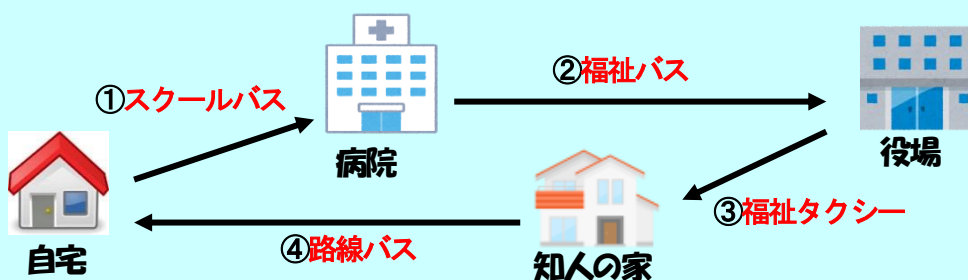 ①スクールバス
病院
②福祉バス
役場
③福祉タクシー
知人の家
④路線バス
自宅